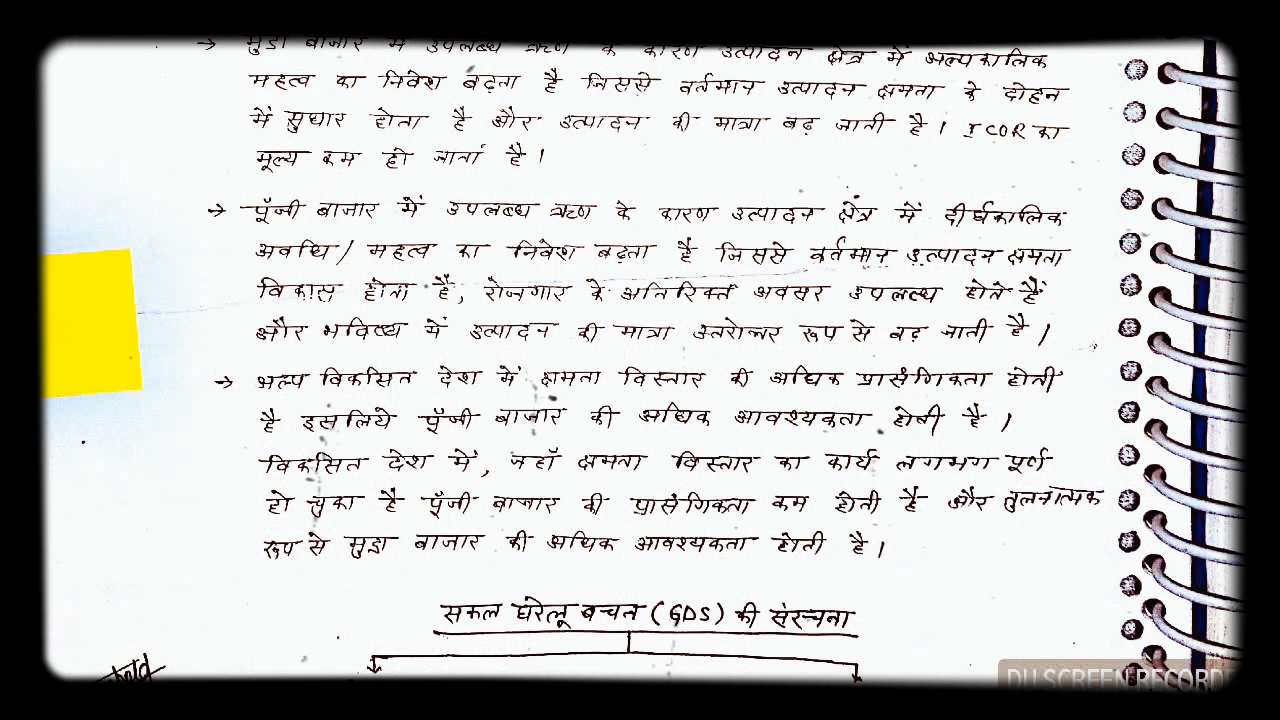 → मुद्रा बाजार में उपलब्ध ऋण के कारण उत्पादन क्षेत्र में अल्पकालिक
महत्व का निवेश बढ़ता है जिससे वर्तमान उत्पादन क्षमता के दोहन
में सुधार होता है और उत्पादन की मात्रा बढ़ जाती है। ICOR का
मूल्य कम हो जाता है।
→ पूँजी बाजार में उपलब्ध ऋण के कारण उत्पादन क्षेत्र में दीर्घकालिक
अवधि / महत्व का निवेश बढ़ता है जिससे वर्तमान उत्पादन क्षमता
विकास होता है, रोजगार के अतिरिक्त अवसर उपलब्ध होते हैं
और भविष्य में उत्पादन की मात्रा उत्तरोत्तर रूप से बढ़ जाती है।
→ अल्प विकसित देश में क्षमता विस्तार की अधिक प्रासंगिकता होती
है इसलिये पूँजी बाजार की अधिक आवश्यकता होती है।
विकसित देश में, जहाँ क्षमता विस्तार का कार्य लगभग पूर्ण
हो चुका है पूँजी बाजार की प्रासंगिकता कम होती है और तुलनात्मक
रूप से मुद्रा बाजार की अधिक आवश्यकता होती है।
सकल घरेलू बचत (GDS) की संरचना
DU SCREEN RECORDE